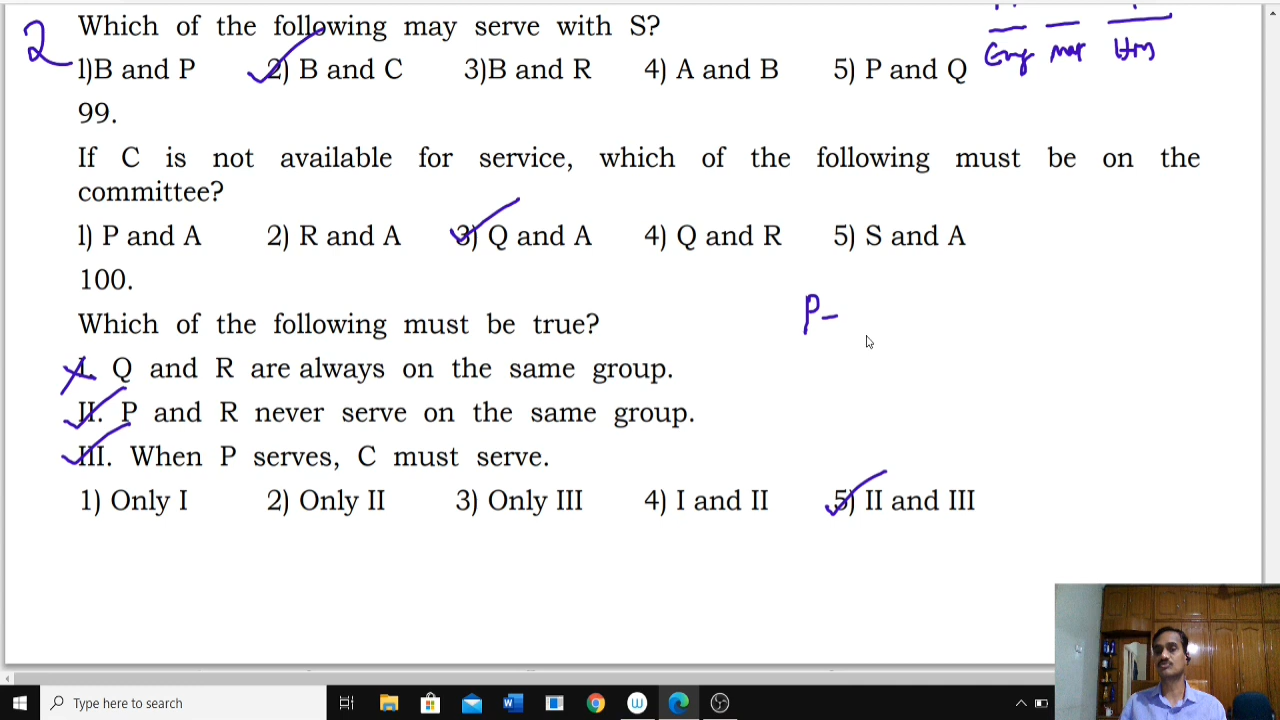 2
Which of the following may serve with S?
1)B and P 2) B and C 3)B and R 4) A and B 5) P and Q
Eng Mat
99.
If C is not available for service, which of the following must be on the
committee?
1) P and A 2) R and A 3) Q and A 4) Q and R 5) S and A
100.
Which of the following must be true?
P-
I. Q and R are always on the same group.
II. P and R never serve on the same group.
III. When P serves, C must serve.
1) Only I 2) Only II 3) Only III 4) I and II 5) II and III
Type here to search